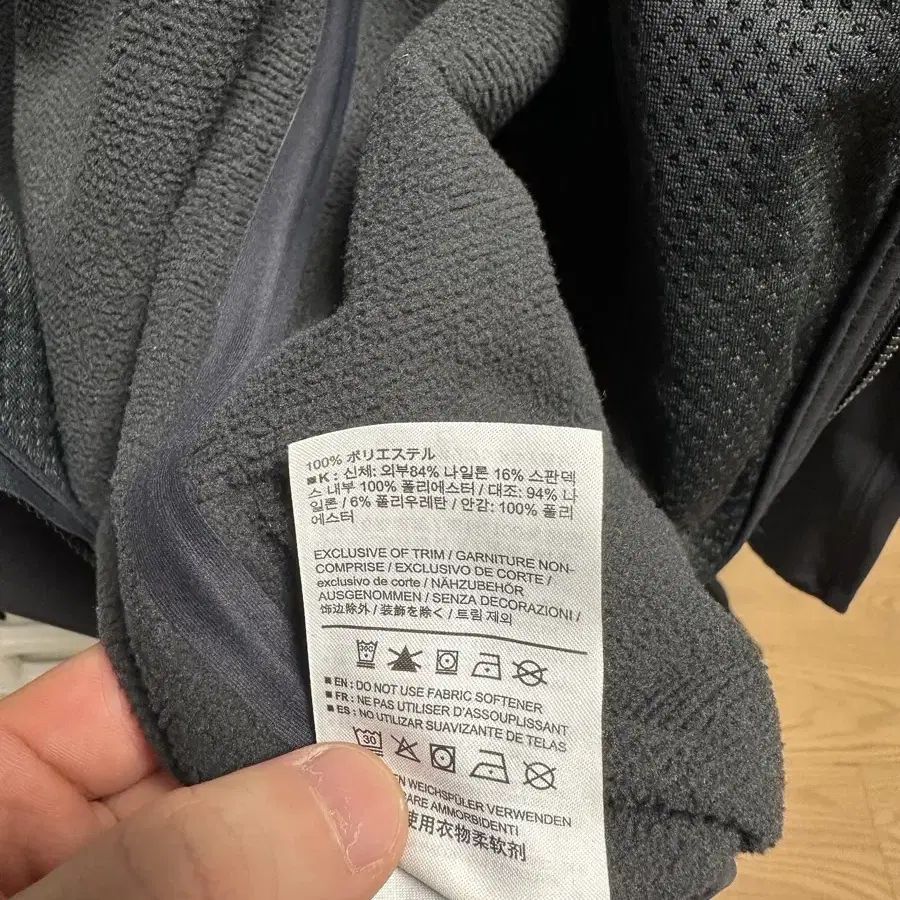 100% ポリエステル
■K : 신체: 외부84% 나일론 16% 스판덱
스 내부 100% 폴리에스터 / 대조: 94% 나
일론 / 6% 폴리우레탄 / 안감: 100% 폴리
에스터
EXCLUSIVE OF TRIM / GARNITURE NON-
COMPRISE / EXCLUSIVO DE CORTE /
exclusivo de corte / NÄHZUBEHÖR
AUSGENOMMEN / SENZA DECORAZIONI /
饰边除外 / 装飾を除く / 트림 제외
30C
■ EN : DO NOT USE FABRIC SOFTENER
■ FR : NE PAS UTILISER D'ASSOUPLISSANT
■ ES : NO UTILIZAR SUAVIZANTE DE TELAS
30
EN WEICHSPÜLER VERWENDEN
ARE AMMORBIDENTI
使用衣物柔软剂